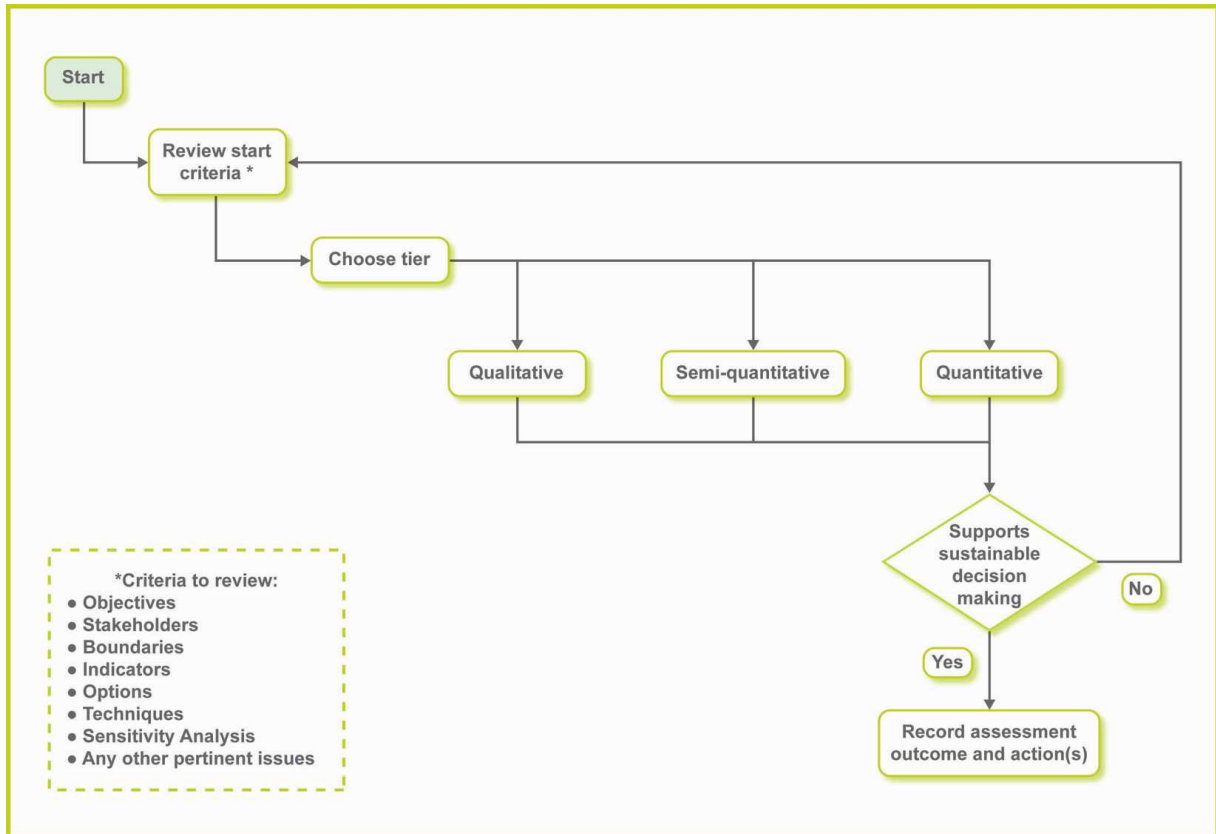 Start
Review start
criteria *
Choose tier
Qualitative
Semi-quantitative
Quantitative
Supports
sustainable
decision
making
No
Yes
Record assessment
outcome and action(s)
*Criteria to review:
● Objectives
● Stakeholders
● Boundaries
● Indicators
● Options
● Techniques
● Sensitivity Analysis
● Any other pertinent issues